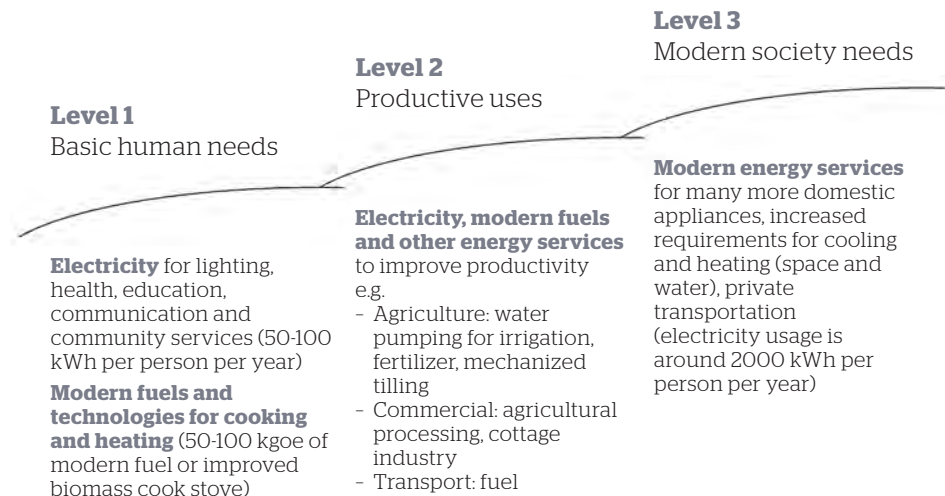 Level 1
Basic human needs
Electricity for lighting,
health, education,
communication and
community services (50-100
kWh per person per year)
Modern fuels and
technologies for cooking
and heating (50-100 kgoe of
modern fuel or improved
biomass cook stove)
Level 2
Productive uses
Electricity, modern fuels
and other energy services
to improve productivity
e.g.
- Agriculture: water
pumping for irrigation,
fertilizer, mechanized
tilling
- Commercial: agricultural
processing, cottage
industry
- Transport: fuel
Level 3
Modern society needs
Modern energy services
for many more domestic
appliances, increased
requirements for cooling
and heating (space and
water), private
transportation
(electricity usage is
around 2000 kWh per
person per year)